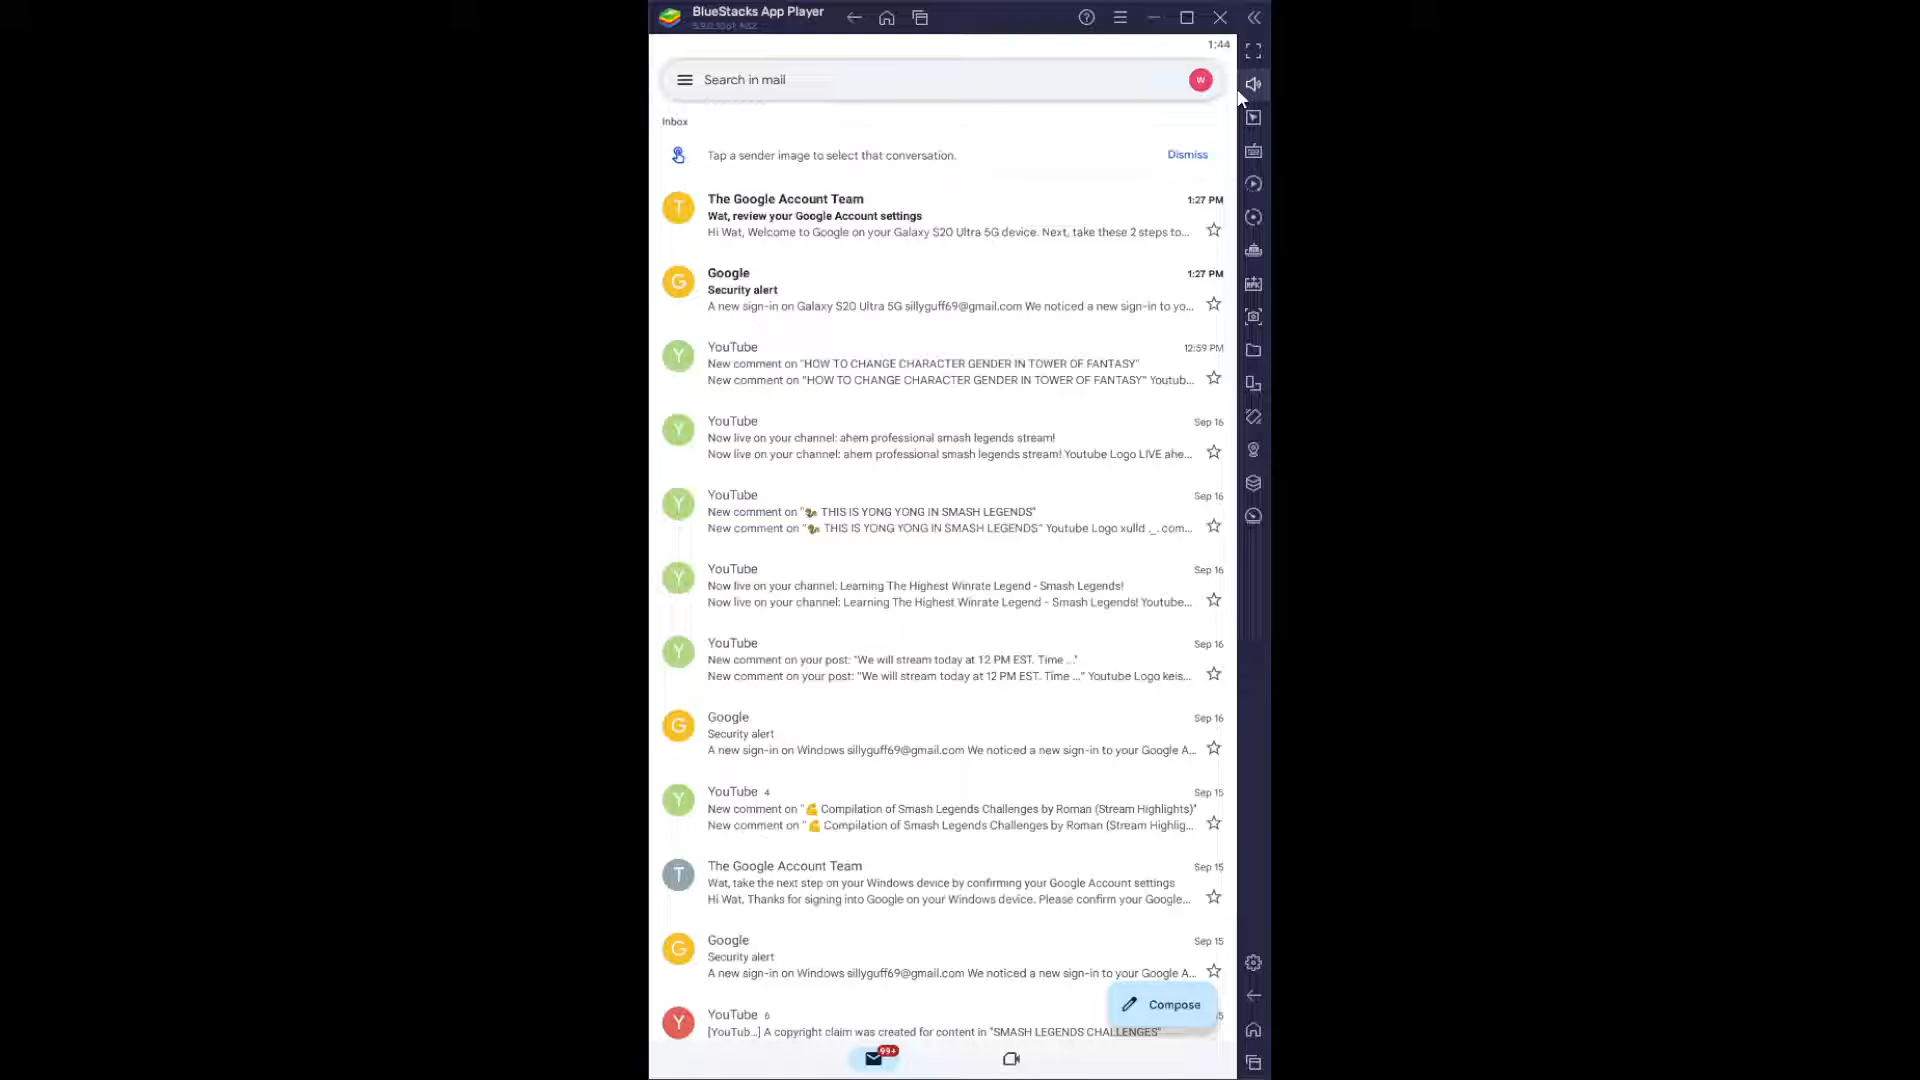 BlueStacks App Player
1:44
Search in mail
W
Inbox
Tap a sender image to select that conversation.
Dismiss
T
The Google Account Team
1:27 PM
Wat, review your Google Account settings
Hi Wat, Welcome to Google on your Galaxy S20 Ultra 5G device. Next, take these 2 steps to...
G
Google
1:27 PM
Security alert
A new sign-in on Galaxy S20 Ultra 5G sillyguff69@gmail.com We noticed a new sign-in to yo...
Y
YouTube
12:59 PM
New comment on "HOW TO CHANGE CHARACTER GENDER IN TOWER OF FANTASY"
New comment on "HOW TO CHANGE CHARACTER GENDER IN TOWER OF FANTASY" Youtub...
Y
YouTube
Sep 16
Now live on your channel: ahem professional smash legends stream!
Now live on your channel: ahem professional smash legends stream! Youtube Logo LIVE ahe...
Y
YouTube
Sep 16
New comment on "🐉 THIS IS YONG YONG IN SMASH LEGENDS"
New comment on "🐉 THIS IS YONG YONG IN SMASH LEGENDS" Youtube Logo xulld ._. com...
Y
YouTube
Sep 16
Now live on your channel: Learning The Highest Winrate Legend - Smash Legends!
Now live on your channel: Learning The Highest Winrate Legend - Smash Legends! Youtube...
Y
YouTube
Sep 16
New comment on your post: "We will stream today at 12 PM EST. Time ..."
New comment on your post: "We will stream today at 12 PM EST. Time ..." Youtube Logo keis...
G
Google
Sep 16
Security alert
A new sign-in on Windows sillyguff69@gmail.com We noticed a new sign-in to your Google A...
Y
YouTube 4
Sep 15
New comment on "💪 Compilation of Smash Legends Challenges by Roman (Stream Highlights)"
New comment on "💪 Compilation of Smash Legends Challenges by Roman (Stream Highlig...
T
The Google Account Team
Sep 15
Wat, take the next step on your Windows device by confirming your Google Account settings
Hi Wat, Thanks for signing into Google on your Windows device. Please confirm your Google...
G
Google
Sep 15
Security alert
A new sign-in on Windows sillyguff69@gmail.com We noticed a new sign-in to your Google A...
Compose
Y
YouTube 6
[YouTub...] A copyright claim was created for content in "SMASH LEGENDS CHALLENGES"
99+